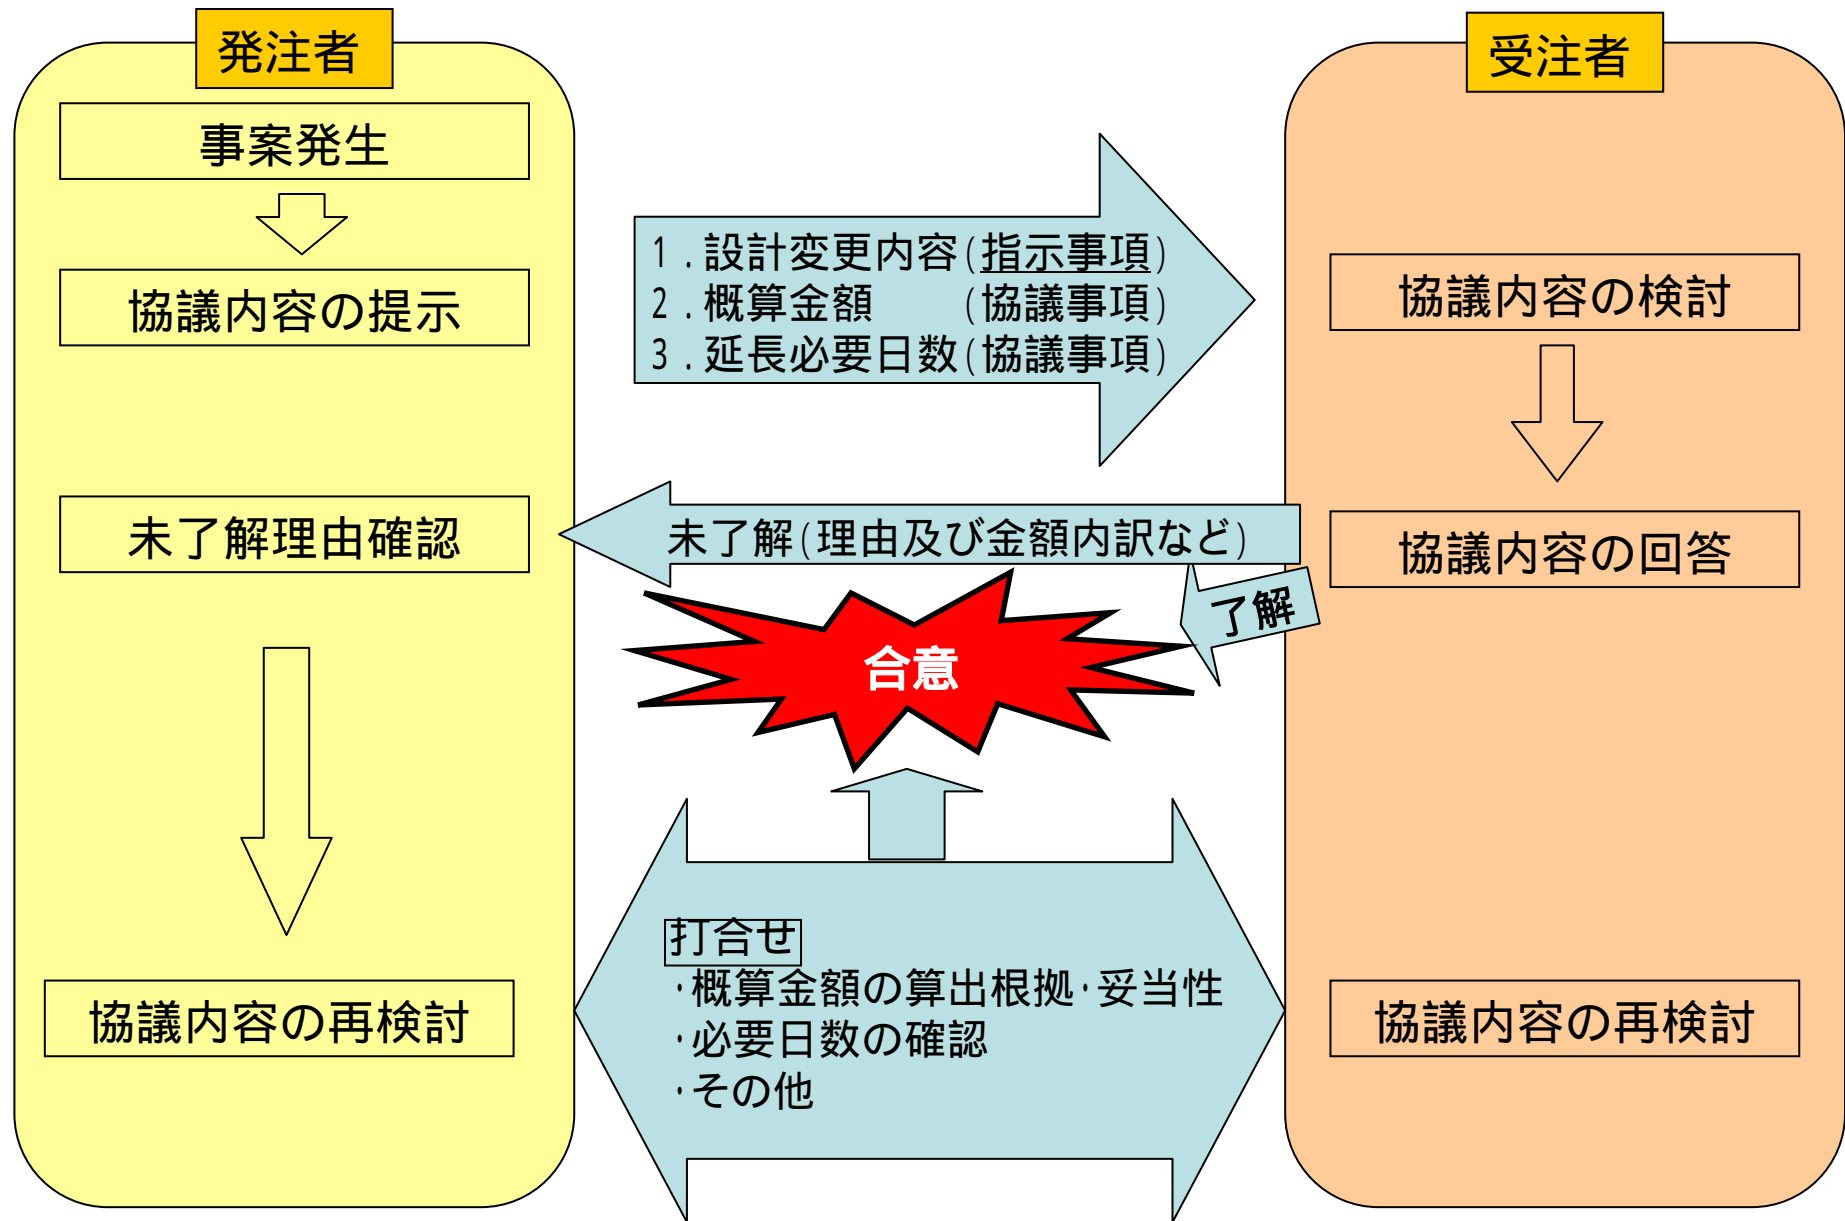 発注者
受注者
事案発生
協議内容の提示
1.設計変更内容(指示事項)
2.概算金額　　(協議事項)
3.延長必要日数(協議事項)
協議内容の検討
未了解理由確認
未了解(理由及び金額内訳など)
協議内容の回答
了解
合意
打合せ
・概算金額の算出根拠・妥当性
・必要日数の確認
・その他
協議内容の再検討
協議内容の再検討